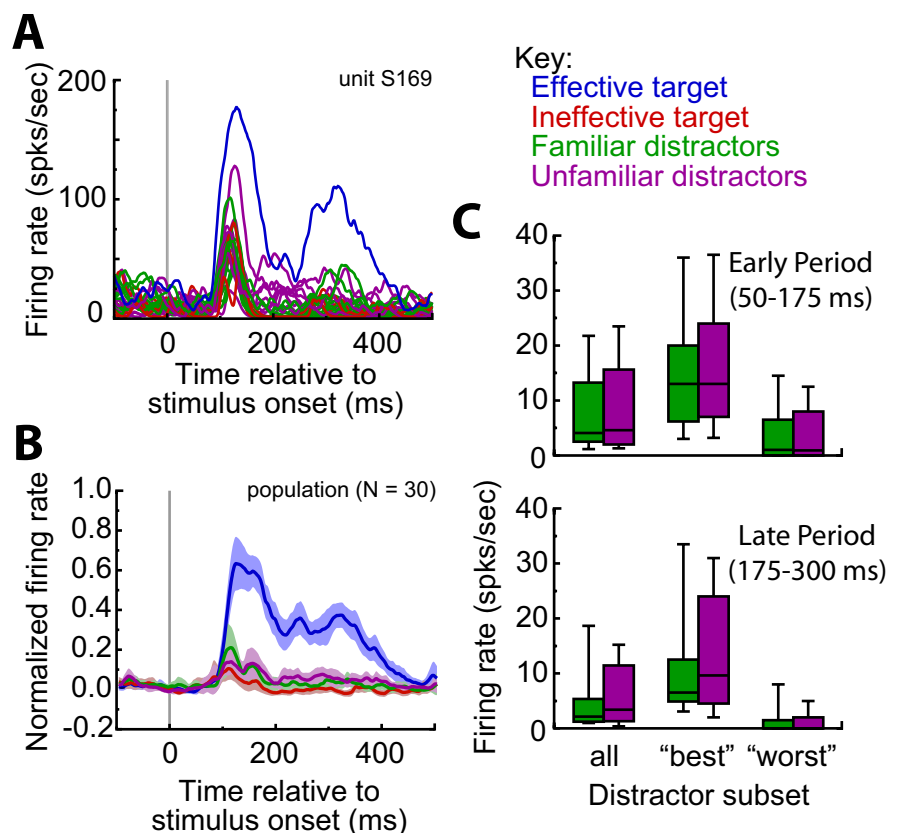 A
unit S169
Firing rate (spks/sec)
200
100
0
0
200
400
Time relative to
stimulus onset (ms)
Key:
Effective target
Ineffective target
Familiar distractors
Unfamiliar distractors
B
population (N = 30)
Normalized firing rate
1.0
0.8
0.6
0.4
0.2
0.0
-0.2
0
200
400
Time relative to
stimulus onset (ms)
C
Early Period
(50-175 ms)
40
30
20
10
0
Late Period
(175-300 ms)
Firing rate (spks/sec)
40
30
20
10
0
all
“best”
“worst”
Distractor subset